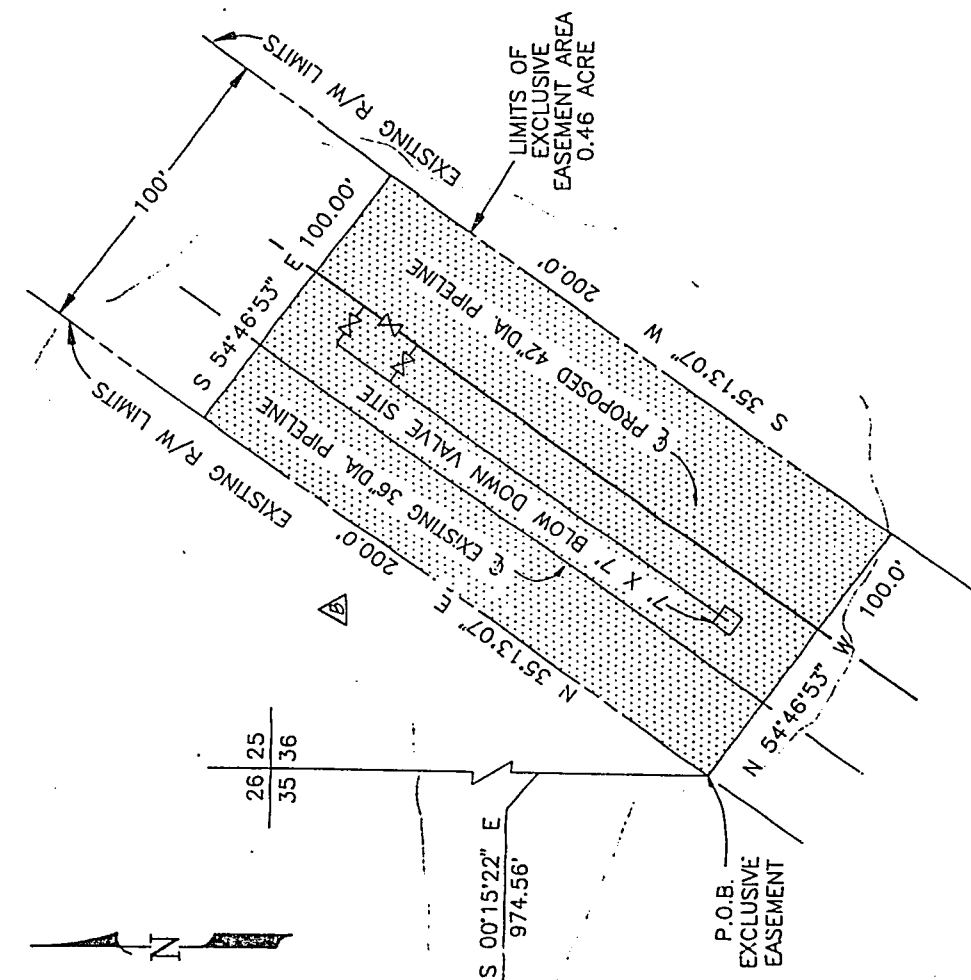 EXISTING R/W LIMITS
100'
LIMITS OF
EXCLUSIVE
EASEMENT AREA
0.46 ACRE
EXISTING R/W LIMITS
S 54°46'53" E 100.00'
℄ EXISTING 36" DIA. PIPELINE
7' X 7' BLOW DOWN VALVE SITE
℄ PROPOSED 42" DIA. PIPELINE
N 35°13'07" E 200.0'
S 35°13'07" W 200.0'
N 54°46'53" W 100.0'
26 25
35 36
S 00°15'22" E
974.56'
P.O.B.
EXCLUSIVE
EASEMENT
N